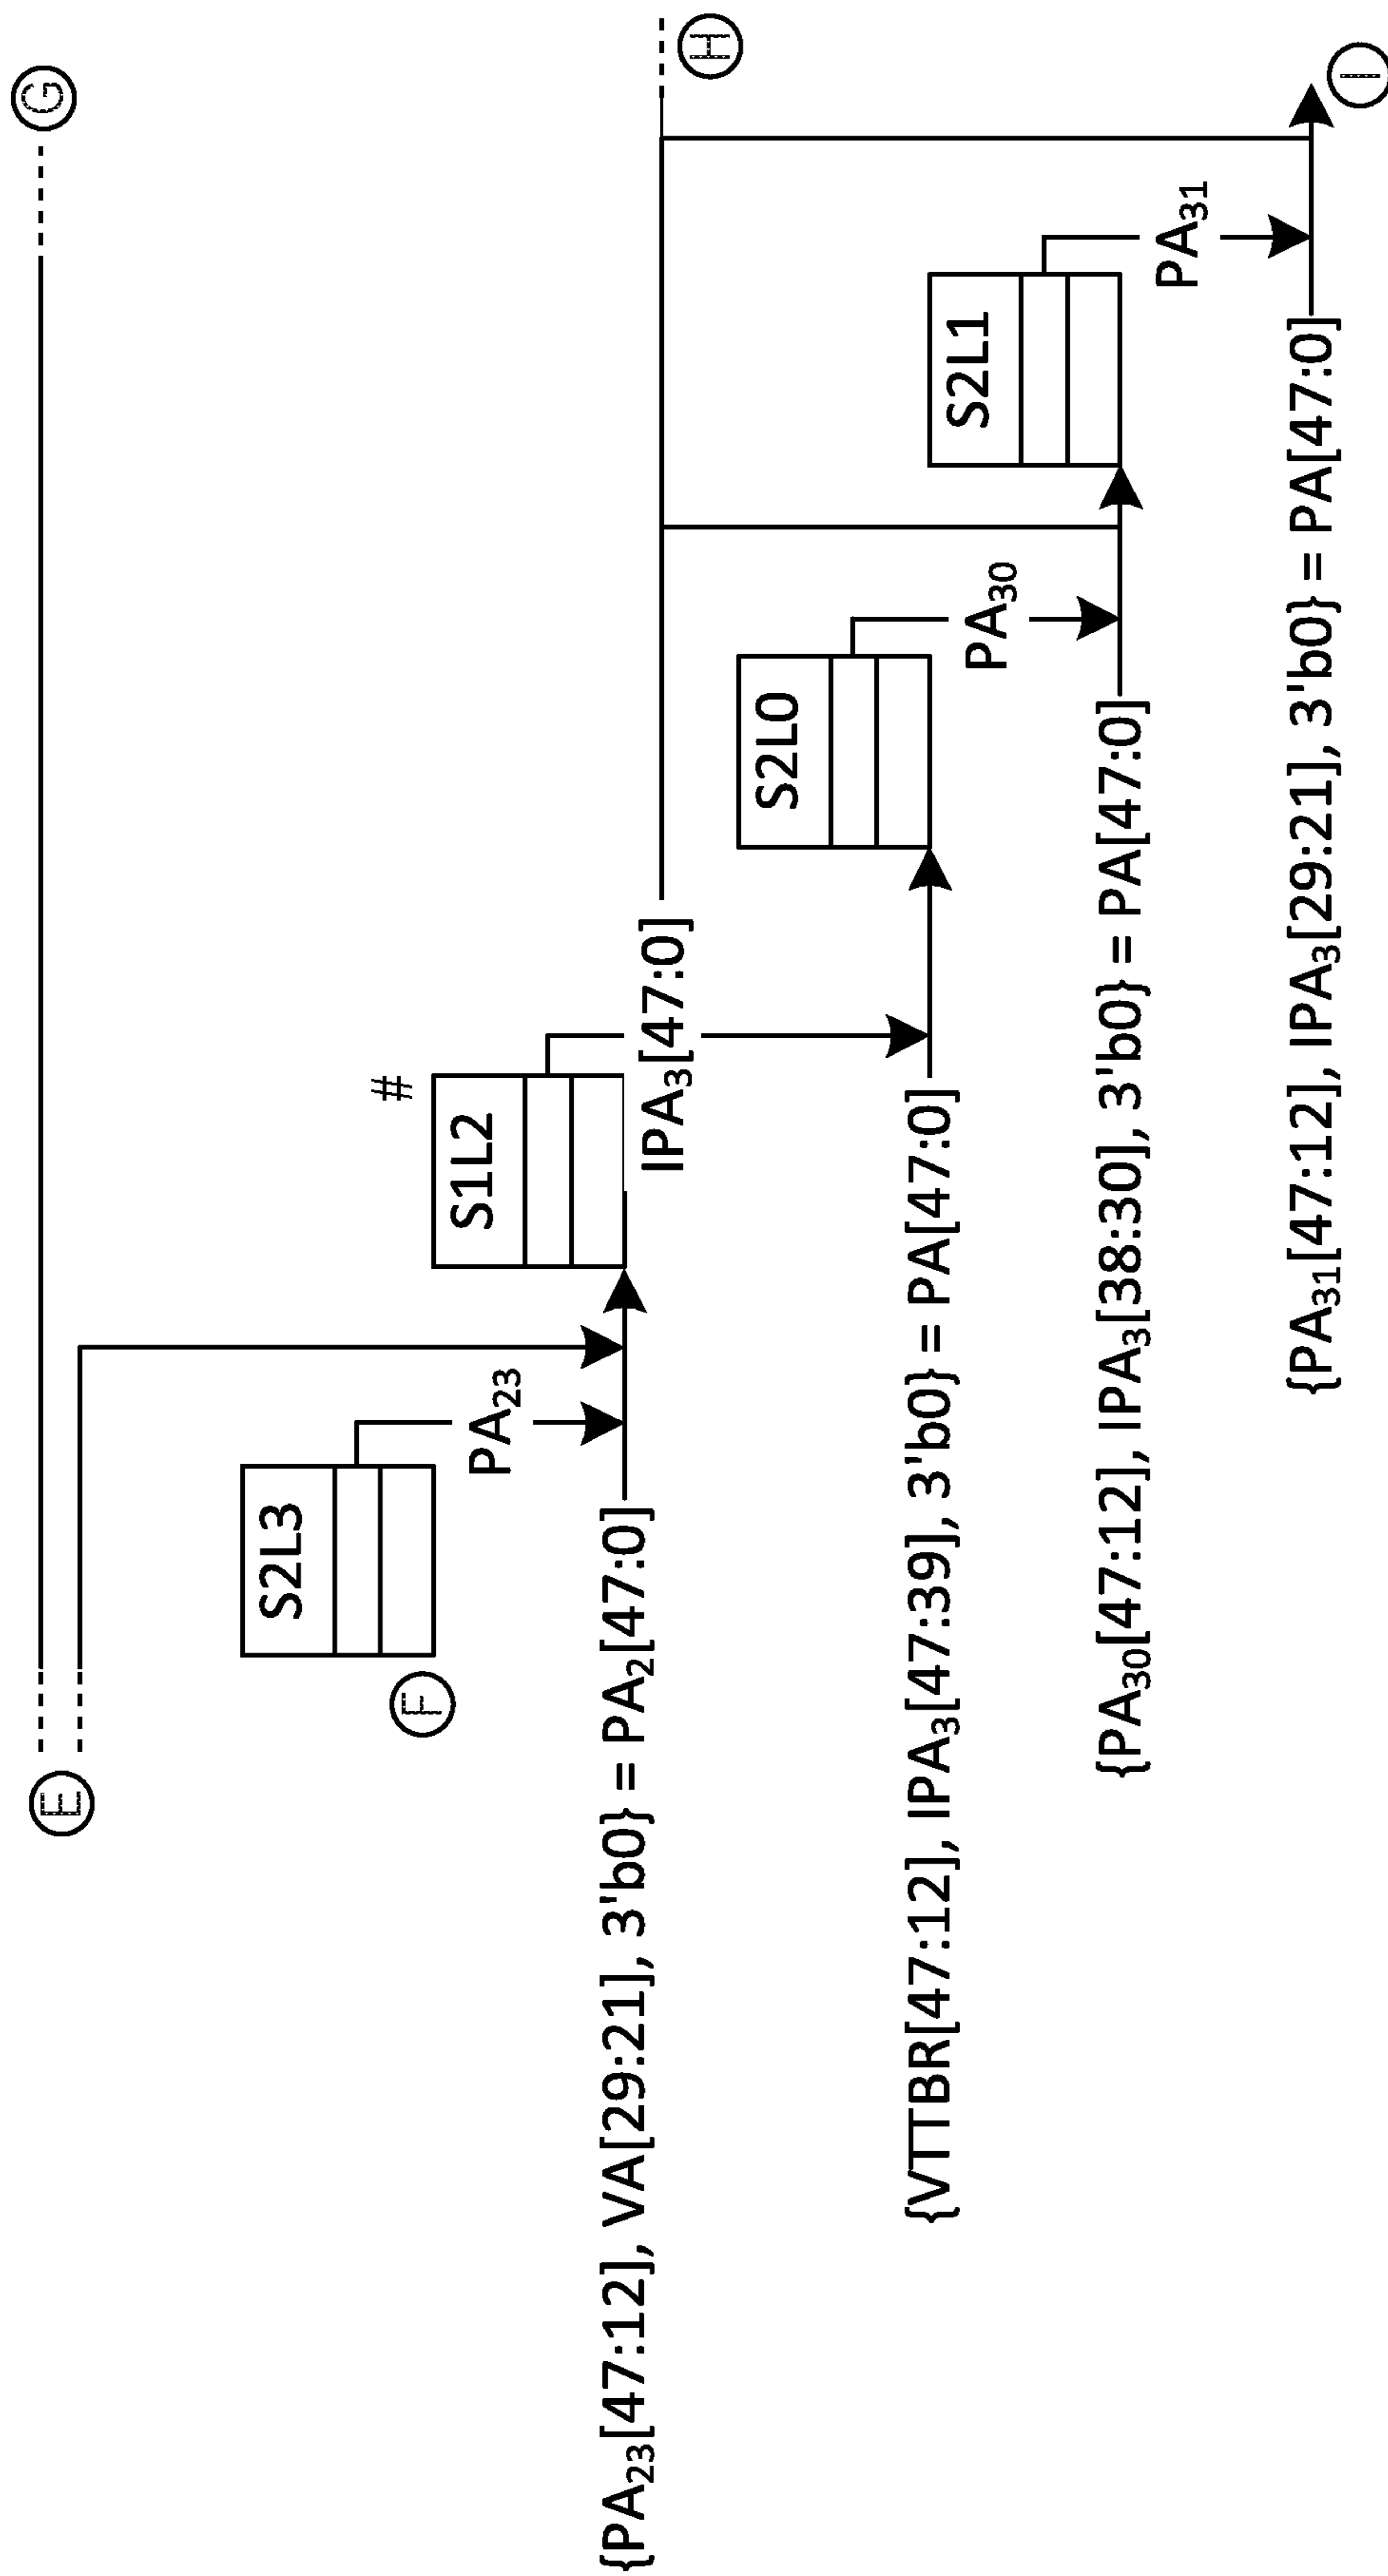 G
E
H
S2L3
F
PA₂₃
{PA₂₃[47:12], VA[29:21], 3'b0} = PA₂[47:0]
#
S1L2
IPA₃[47:0]
S2L0
{VTTBR[47:12], IPA₃[47:39], 3'b0} = PA[47:0]
PA₃₀
S2L1
{PA₃₀[47:12], IPA₃[38:30], 3'b0} = PA[47:0]
PA₃₁
{PA₃₁[47:12], IPA₃[29:21], 3'b0} = PA[47:0]
I